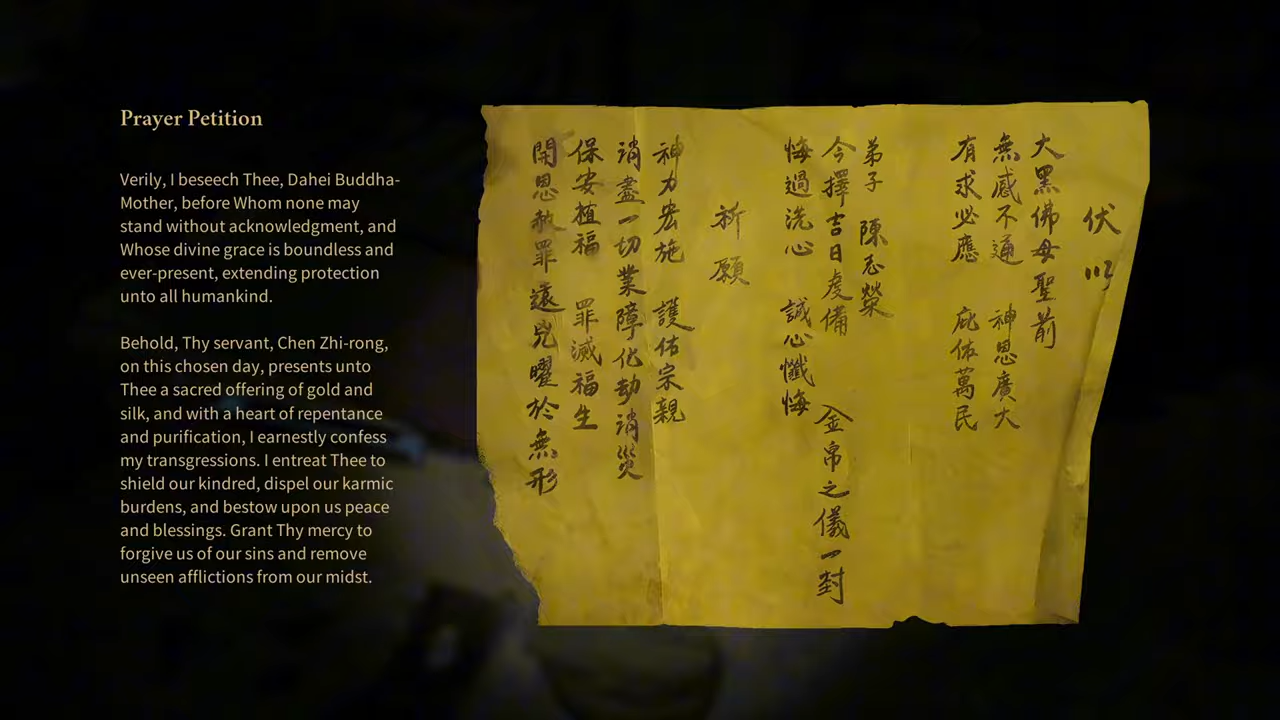 Prayer Petition
Verily, I beseech Thee, Dahei Buddha-
Mother, before Whom none may
stand without acknowledgment, and
Whose divine grace is boundless and
ever-present, extending protection
unto all humankind.
Behold, Thy servant, Chen Zhi-rong,
on this chosen day, presents unto
Thee a sacred offering of gold and
silk, and with a heart of repentance
and purification, I earnestly confess
my transgressions. I entreat Thee to
shield our kindred, dispel our karmic
burdens, and bestow upon us peace
and blessings. Grant Thy mercy to
forgive us of our sins and remove
unseen afflictions from our midst.
伏以
大黑佛母聖前
無感不通 神恩廣大
有求必應 庇佑萬民
弟子 陳志榮
今擇吉日虔備 金帛之儀一封
悔過洗心 誠心懺悔
祈願
神力宏施 護佑宗親
消盡一切業障化劫消災
保安植福 罪滅福生
開恩赦罪遠兇曜於無形